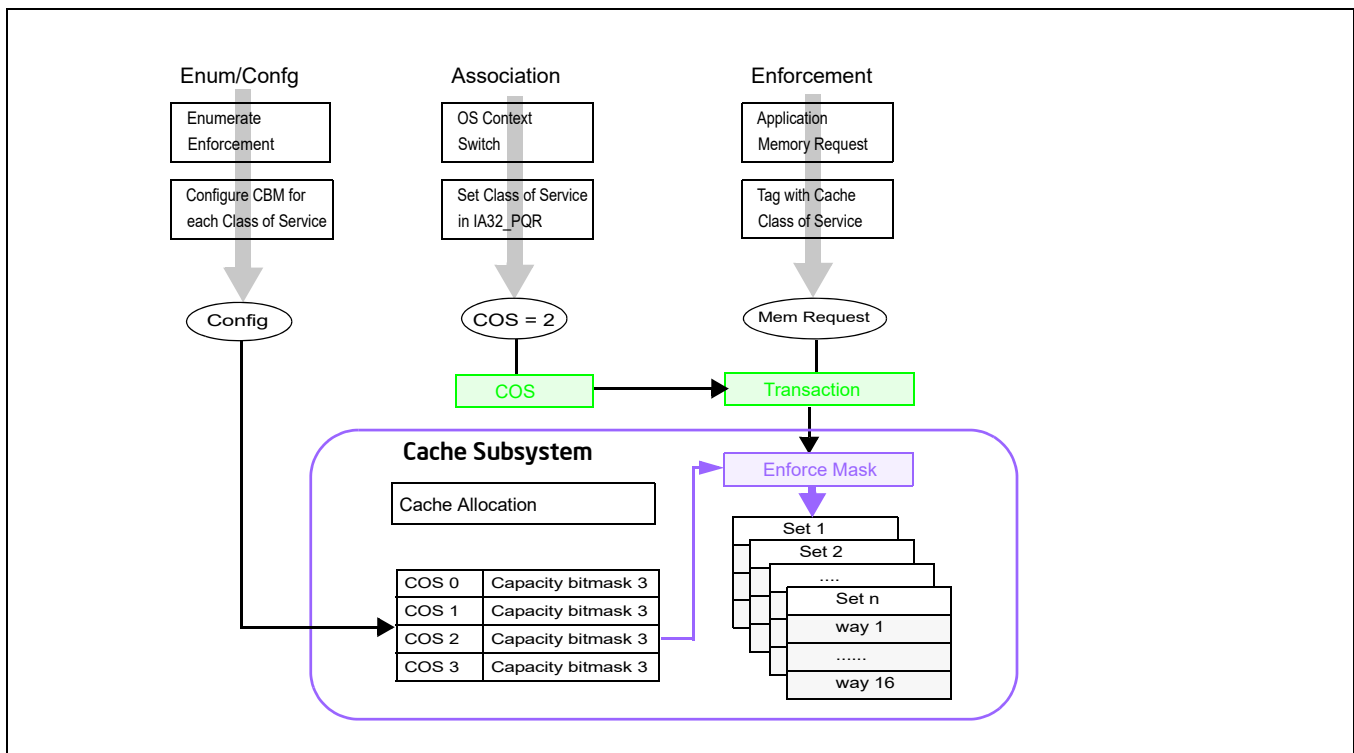 Enum/Confg
Association
Enforcement
Enumerate
Enforcement
OS Context
Switch
Application
Memory Request
Configure CBM for
each Class of Service
Set Class of Service
in IA32_PQR
Tag with Cache
Class of Service
Config
COS = 2
Mem Request
COS
Transaction
Cache Subsystem
Enforce Mask
Cache Allocation
Set 1
Set 2
....
Set n
way 1
......
way 16
COS 0 Capacity bitmask 3
COS 1 Capacity bitmask 3
COS 2 Capacity bitmask 3
COS 3 Capacity bitmask 3